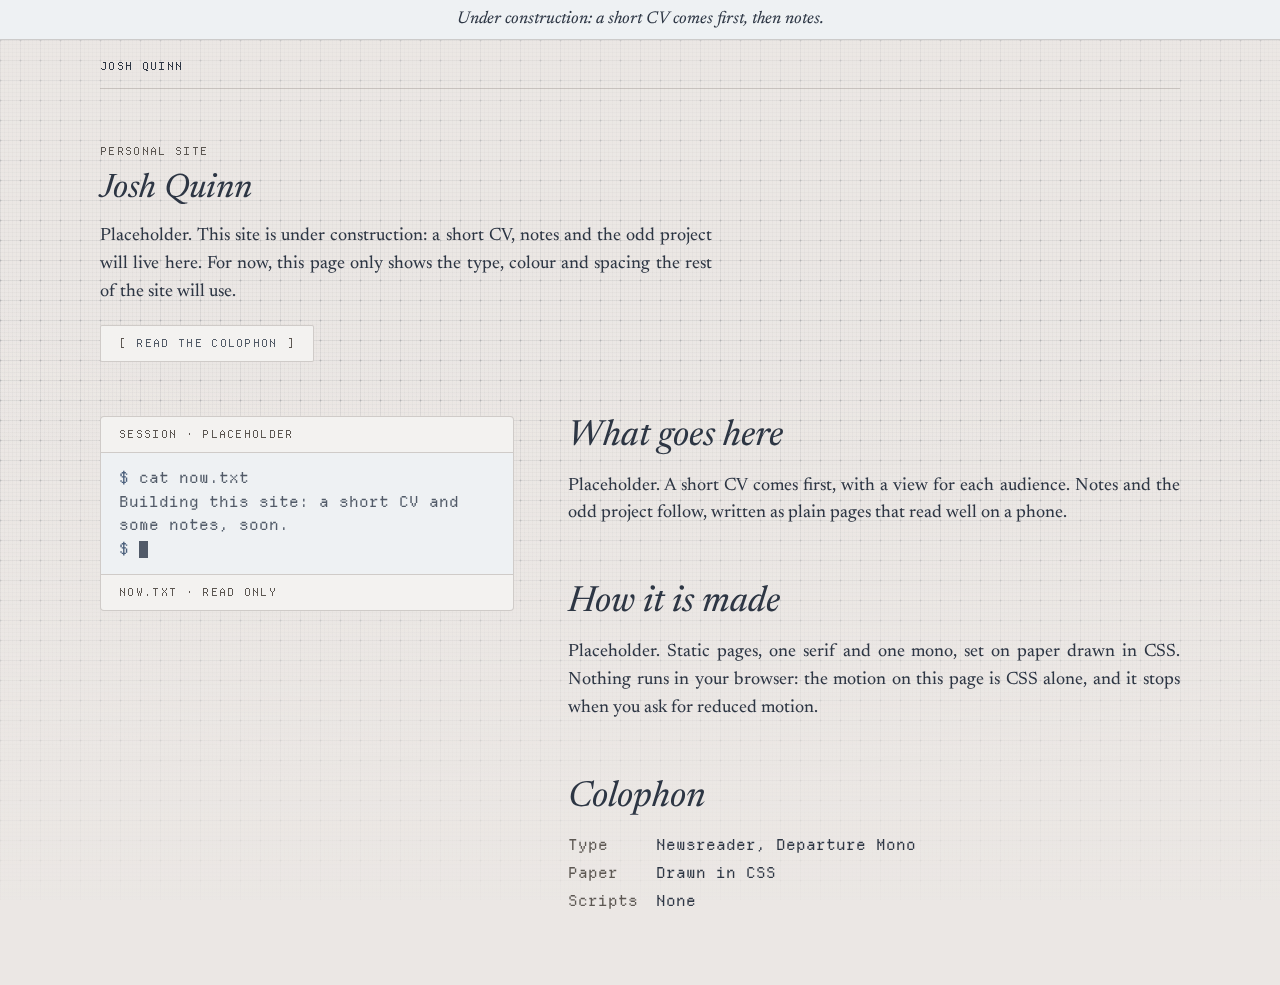 Under construction: a short CV comes first, then notes.
JOSH QUINN
PERSONAL SITE
Josh Quinn
Placeholder. This site is under construction: a short CV, notes and the odd project
will live here. For now, this page only shows the type, colour and spacing the rest
of the site will use.
[ READ THE COLOPHON ]
SESSION · PLACEHOLDER
$ cat now.txt
Building this site: a short CV and
some notes, soon.
$
NOW.TXT · READ ONLY
What goes here
Placeholder. A short CV comes first, with a view for each audience. Notes and the
odd project follow, written as plain pages that read well on a phone.
How it is made
Placeholder. Static pages, one serif and one mono, set on paper drawn in CSS.
Nothing runs in your browser: the motion on this page is CSS alone, and it stops
when you ask for reduced motion.
Colophon
Type Newsreader, Departure Mono
Paper Drawn in CSS
Scripts None